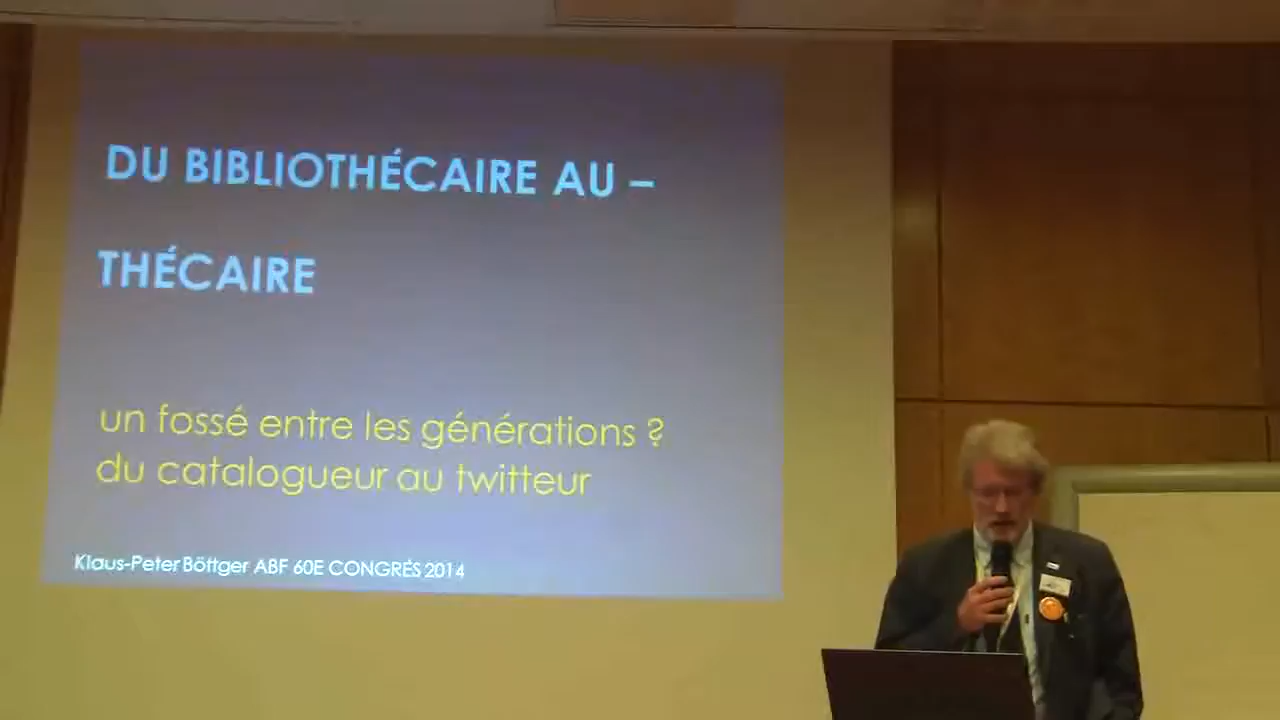 DU BIBLIOTHÉCAIRE AU –
THÉCAIRE
un fossé entre les générations ?
du catalogueur au twitteur
Klaus-Peter Böttger ABF 60E CONGRÉS 2014